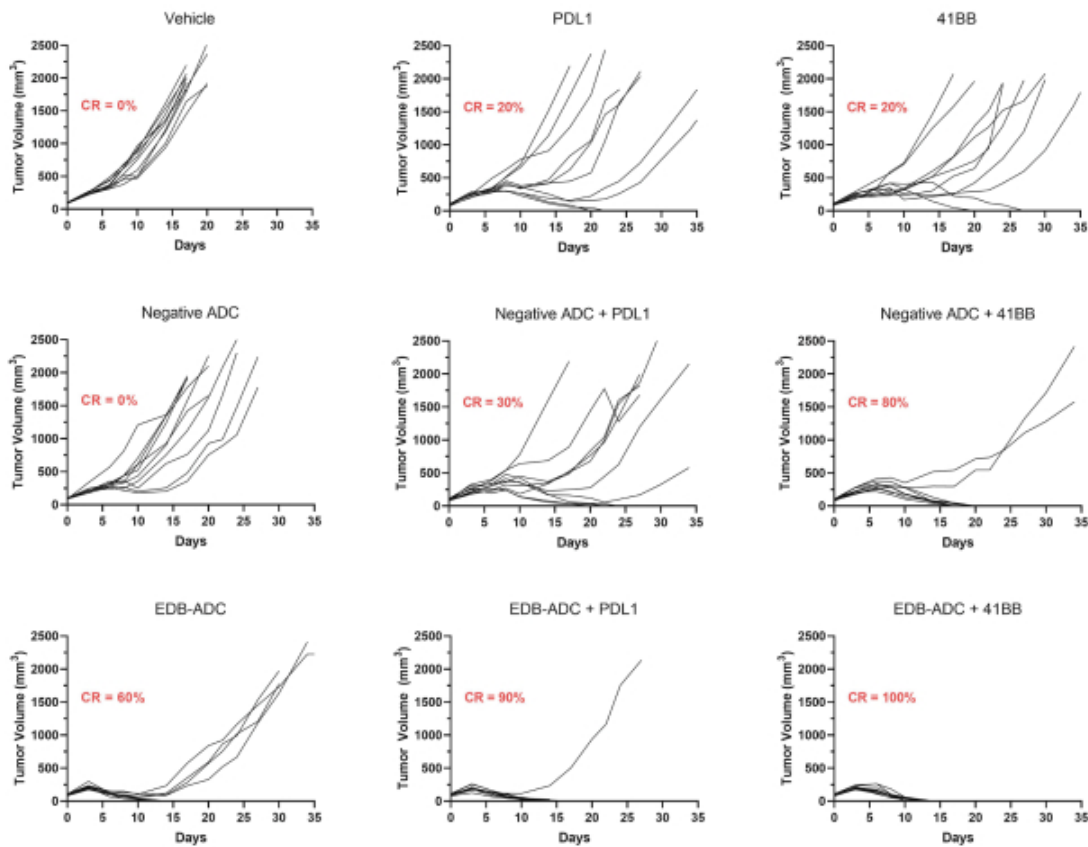 Vehicle
PDL1
41BB
Tumor Volume (mm³)
2500
2000
1500
1000
500
0
CR = 0%
0 5 10 15 20 25 30 35
Days
Tumor Volume (mm³)
2500
2000
1500
1000
500
0
CR = 20%
0 5 10 15 20 25 30 35
Days
Tumor Volume (mm³)
2500
2000
1500
1000
500
0
CR = 20%
0 5 10 15 20 25 30 35
Days
Negative ADC
Negative ADC + PDL1
Negative ADC + 41BB
Tumor Volume (mm³)
2500
2000
1500
1000
500
0
CR = 0%
0 5 10 15 20 25 30 35
Days
Tumor Volume (mm³)
2500
2000
1500
1000
500
0
CR = 30%
0 5 10 15 20 25 30 35
Days
Tumor Volume (mm³)
2500
2000
1500
1000
500
0
CR = 80%
0 5 10 15 20 25 30 35
Days
EDB-ADC
EDB-ADC + PDL1
EDB-ADC + 41BB
Tumor Volume (mm³)
2500
2000
1500
1000
500
0
CR = 60%
0 5 10 15 20 25 30 35
Days
Tumor Volume (mm³)
2500
2000
1500
1000
500
0
CR = 90%
0 5 10 15 20 25 30 35
Days
Tumor Volume (mm³)
2500
2000
1500
1000
500
0
CR = 100%
0 5 10 15 20 25 30 35
Days